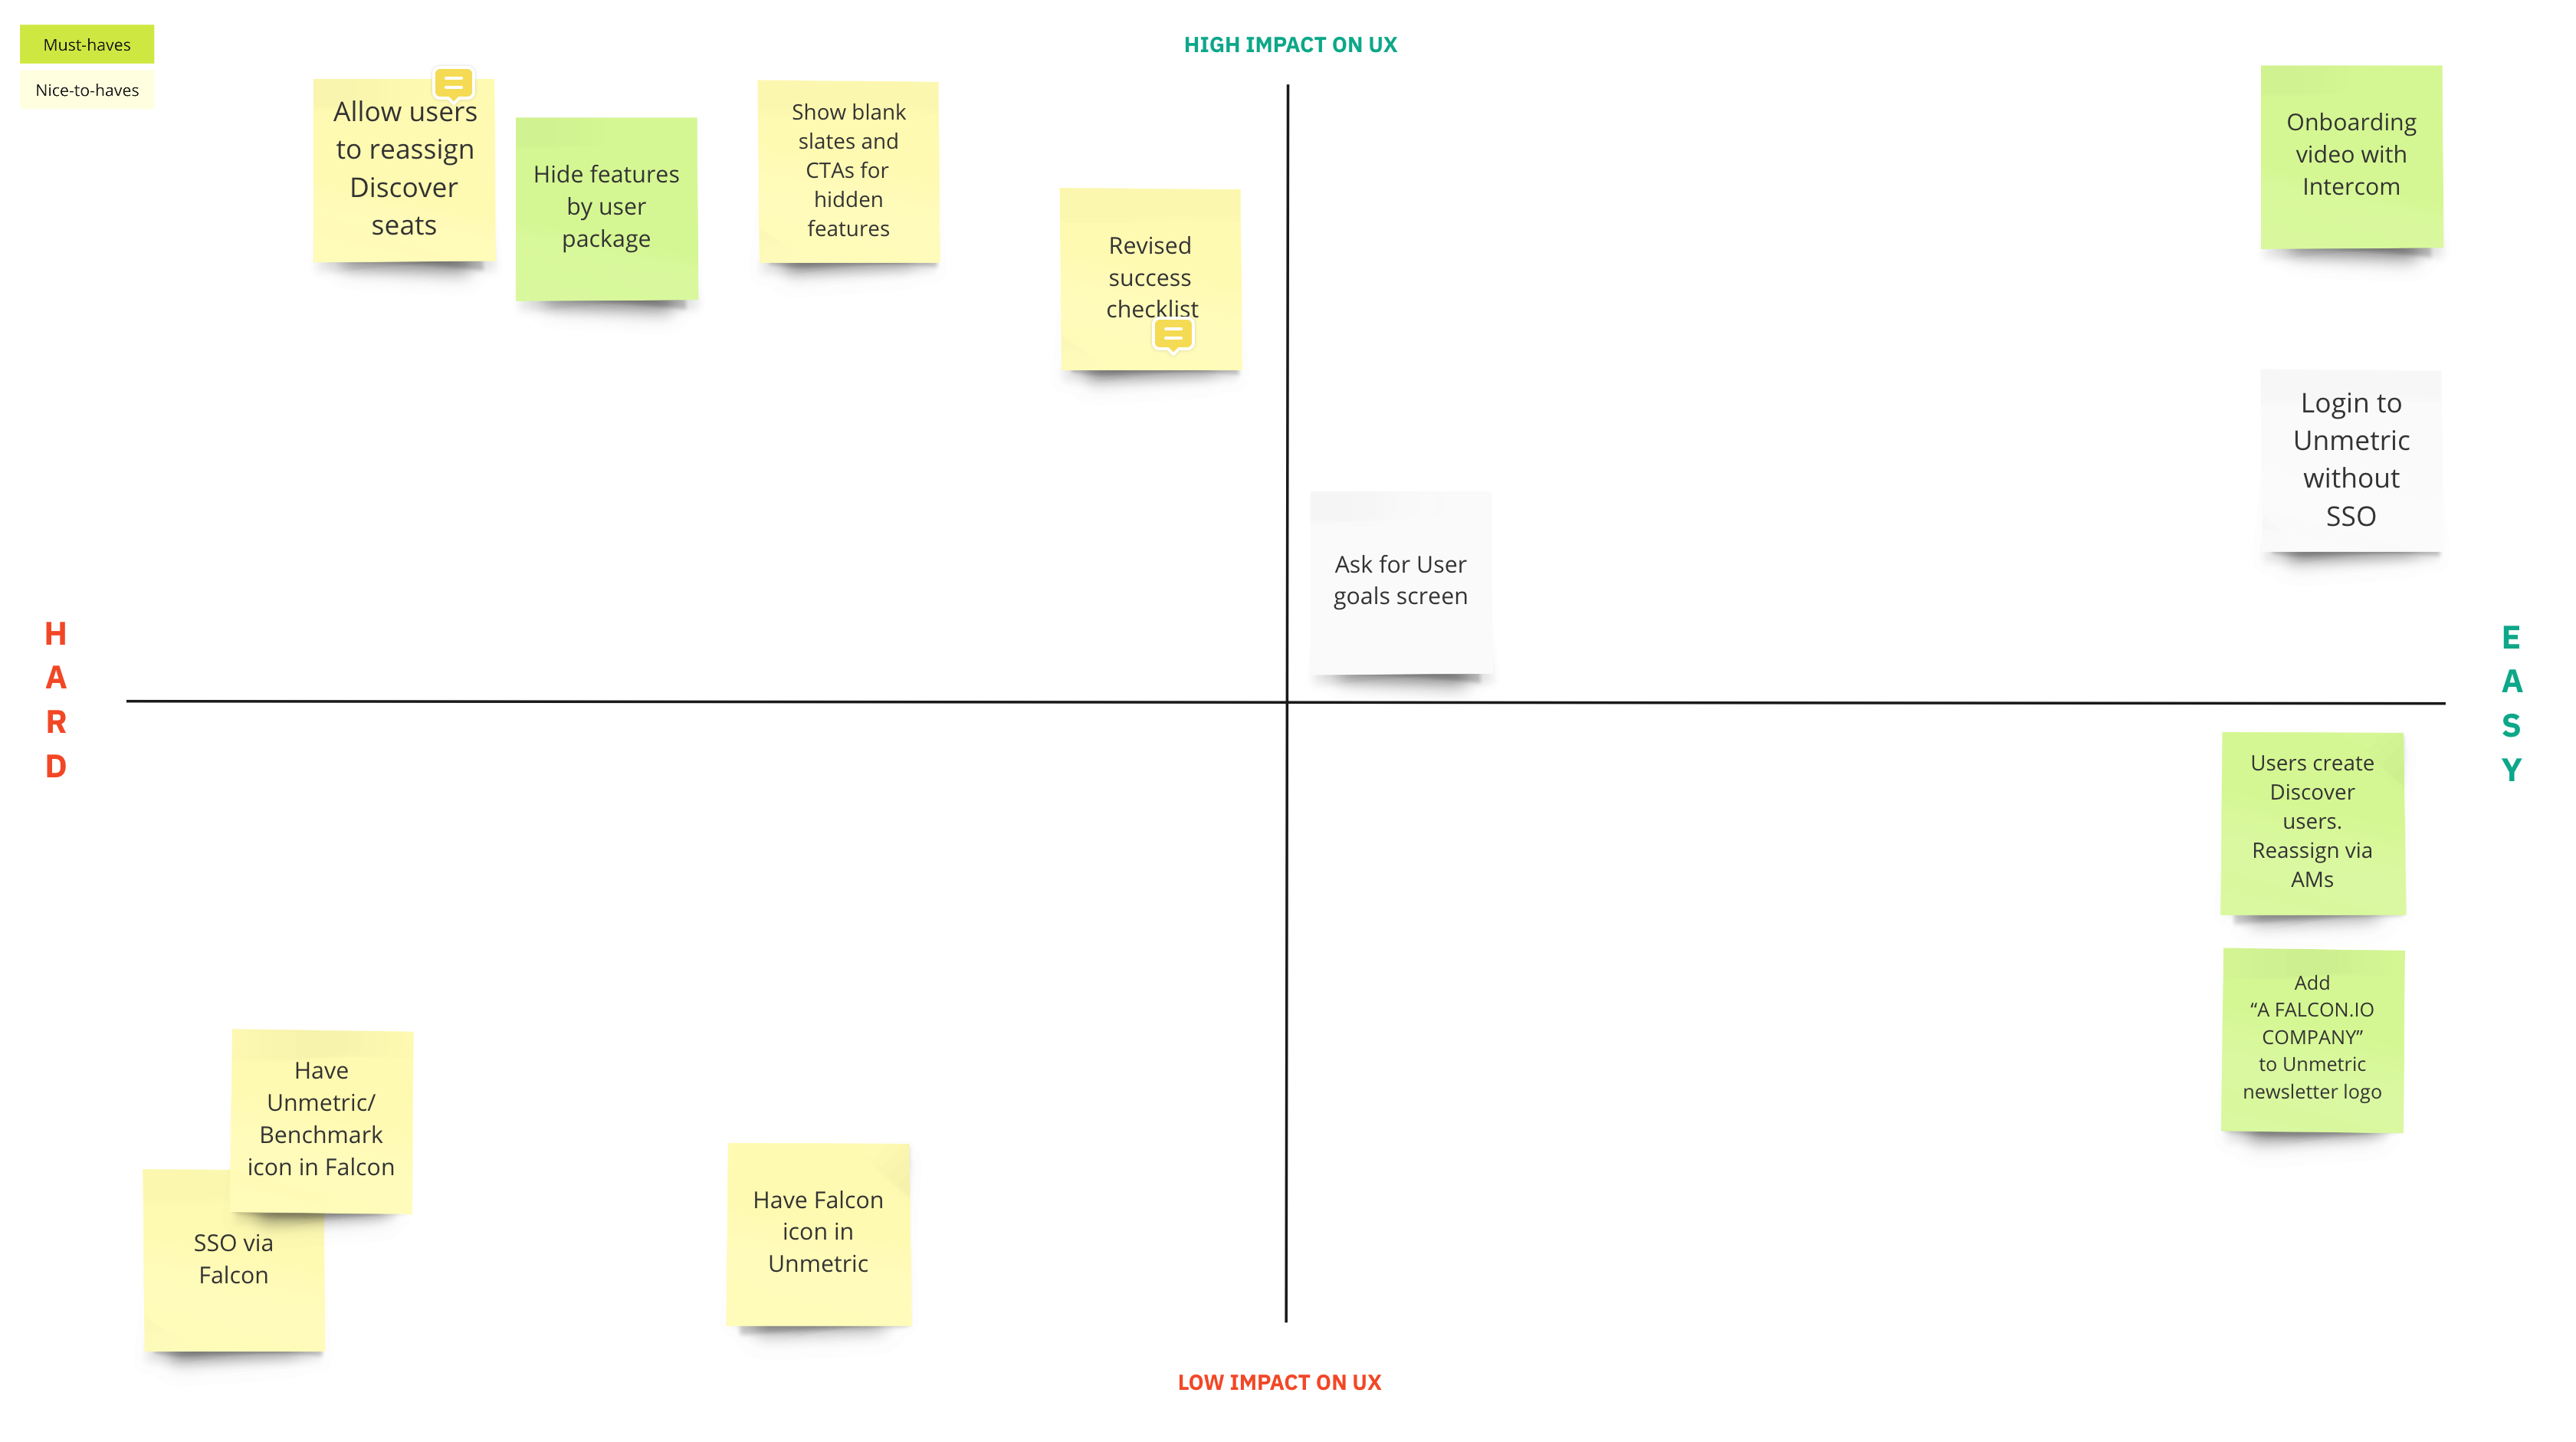 Must-haves
Nice-to-haves
HIGH IMPACT ON UX
Allow users
to reassign
Discover
seats
Hide features
by user
package
Show blank
slates and
CTAs for
hidden
features
Revised
success
checklist
Onboarding
video with
Intercom
Login to
Unmetric
without
SSO
Ask for User
goals screen
H
A
R
D
E
A
S
Y
Users create
Discover
users.
Reassign via
AMs
Add
“A FALCON.IO
COMPANY”
to Unmetric
newsletter logo
Have
Unmetric/
Benchmark
icon in Falcon
SSO via
Falcon
Have Falcon
icon in
Unmetric
LOW IMPACT ON UX